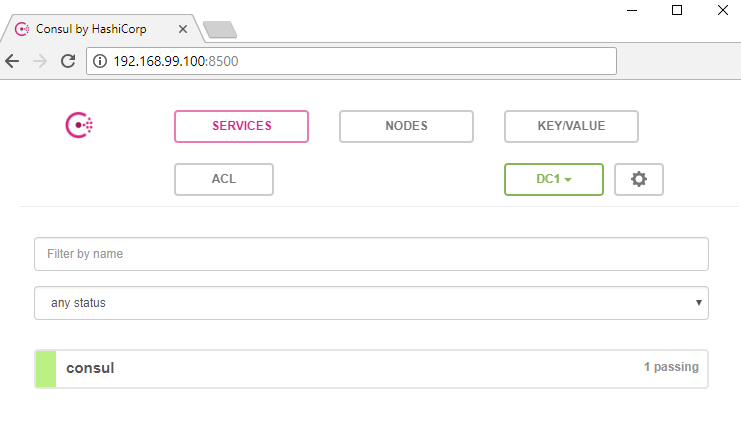 Consul by HashiCorp
192.168.99.100:8500
SERVICES
NODES
KEY/VALUE
ACL
DC1
Filter by name
any status
consul
1 passing